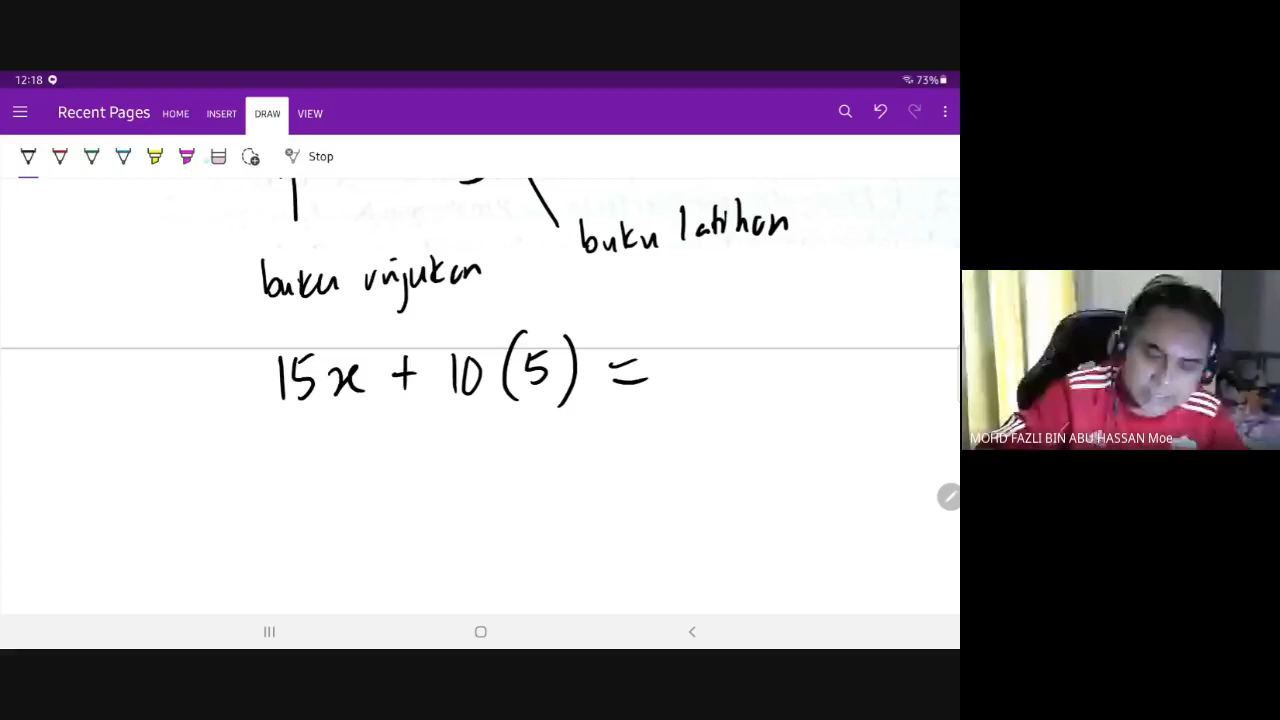 12:18
73%
Recent Pages HOME INSERT DRAW VIEW
Stop
buku latihan
buku rujukan
15x + 10 (5) =
MOHD FAZLI BIN ABU HASSAN Moe